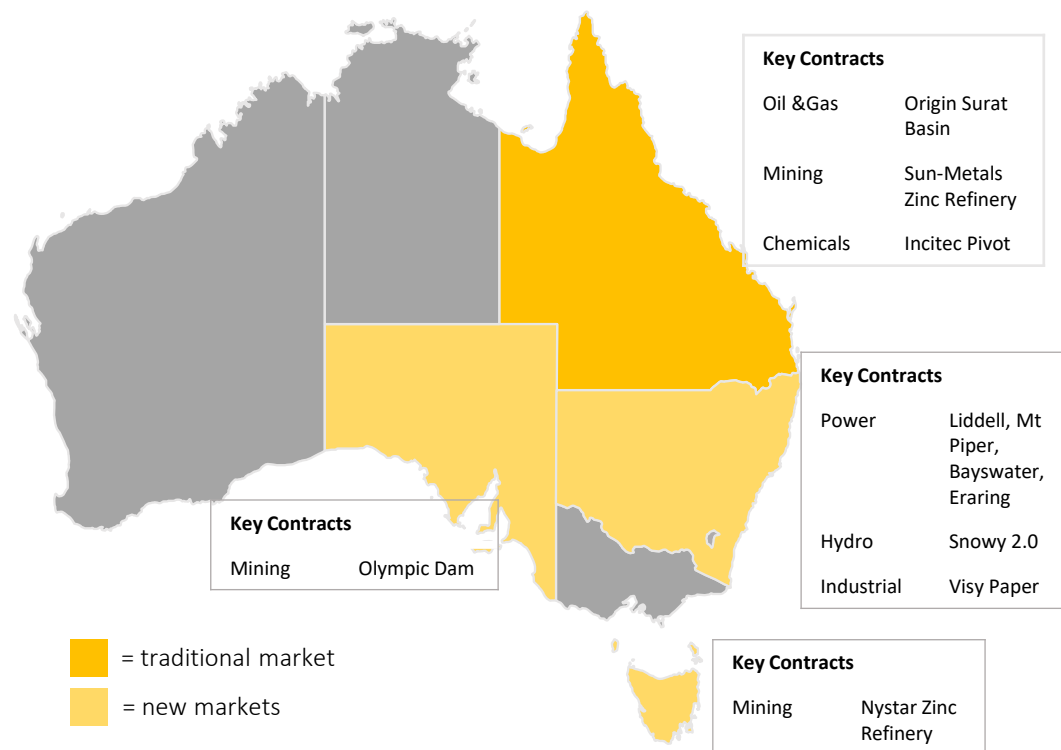 Key Contracts
Oil &Gas Origin Surat
Basin
Mining Sun-Metals
Zinc Refinery
Chemicals Incitec Pivot
Key Contracts
Power Liddell, Mt
Piper,
Bayswater,
Eraring
Hydro Snowy 2.0
Industrial Visy Paper
Key Contracts
Mining Olympic Dam
= traditional market
= new markets
Key Contracts
Mining Nystar Zinc
Refinery